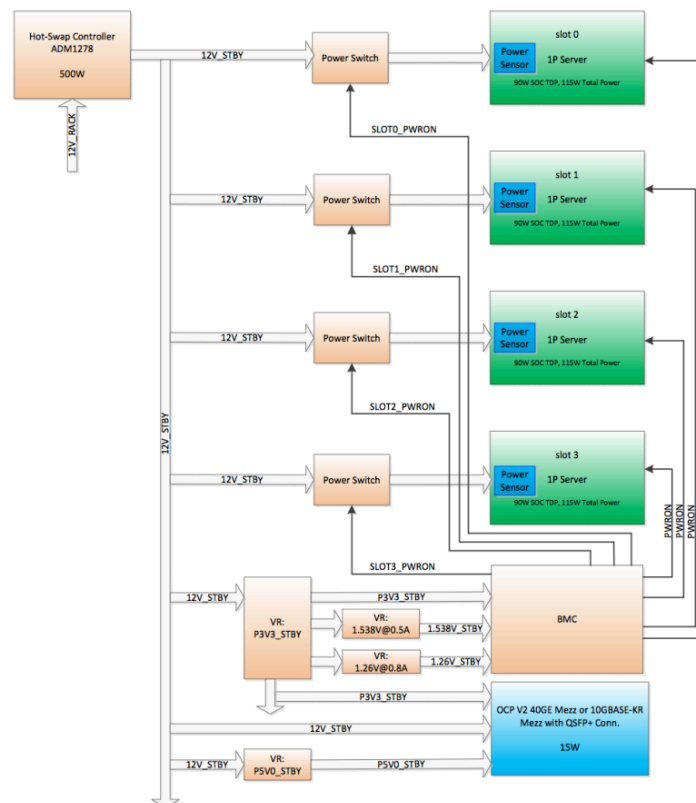 Hot-Swap Controller
ADM1278
500W
12V_RACK
12V_STBY
Power Switch
slot 0
Power
Sensor
1P Server
90W SOC TDP, 115W Total Power
SLOT0_PWRON
12V_STBY
Power Switch
slot 1
Power
Sensor
1P Server
90W SOC TDP, 115W Total Power
SLOT1_PWRON
12V_STBY
Power Switch
slot 2
Power
Sensor
1P Server
90W SOC TDP, 115W Total Power
SLOT2_PWRON
12V_STBY
12V_STBY
Power Switch
slot 3
Power
Sensor
1P Server
90W SOC TDP, 115W Total Power
SLOT3_PWRON
PWRON
PWRON
PWRON
12V_STBY
VR:
P3V3_STBY
P3V3_STBY
VR:
1.538V@0.5A
1.538V_STBY
VR:
1.26V@0.8A
1.26V_STBY
BMC
P3V3_STBY
12V_STBY
OCP V2 40GE Mezz or 10GBASE-KR
Mezz with QSFP+ Conn.
15W
12V_STBY
VR:
P5V0_STBY
P5V0_STBY